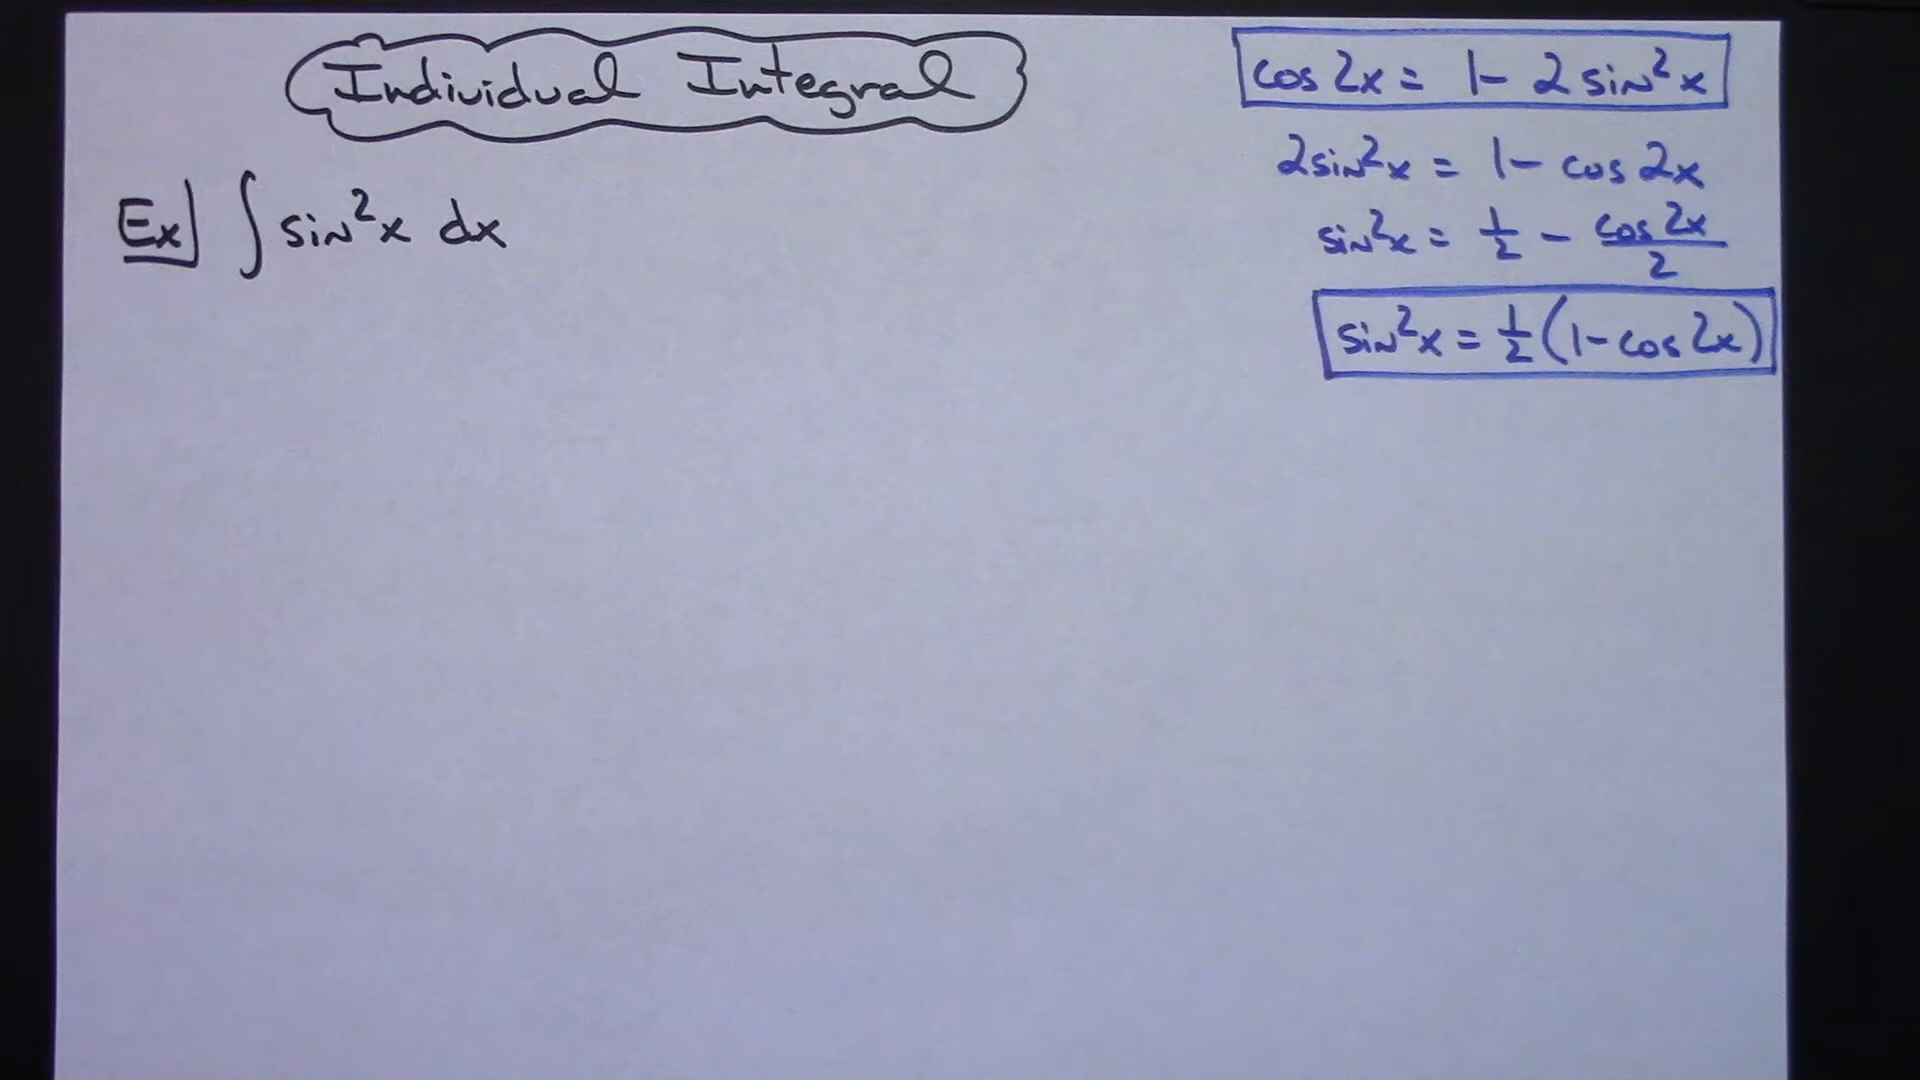 Individual Integral
cos 2x = 1 - 2 sin²x
2sin²x = 1 - cos 2x
Ex) ∫ sin²x dx
sin²x = 1/2 - cos 2x/2
sin²x = 1/2 (1 - cos 2x)